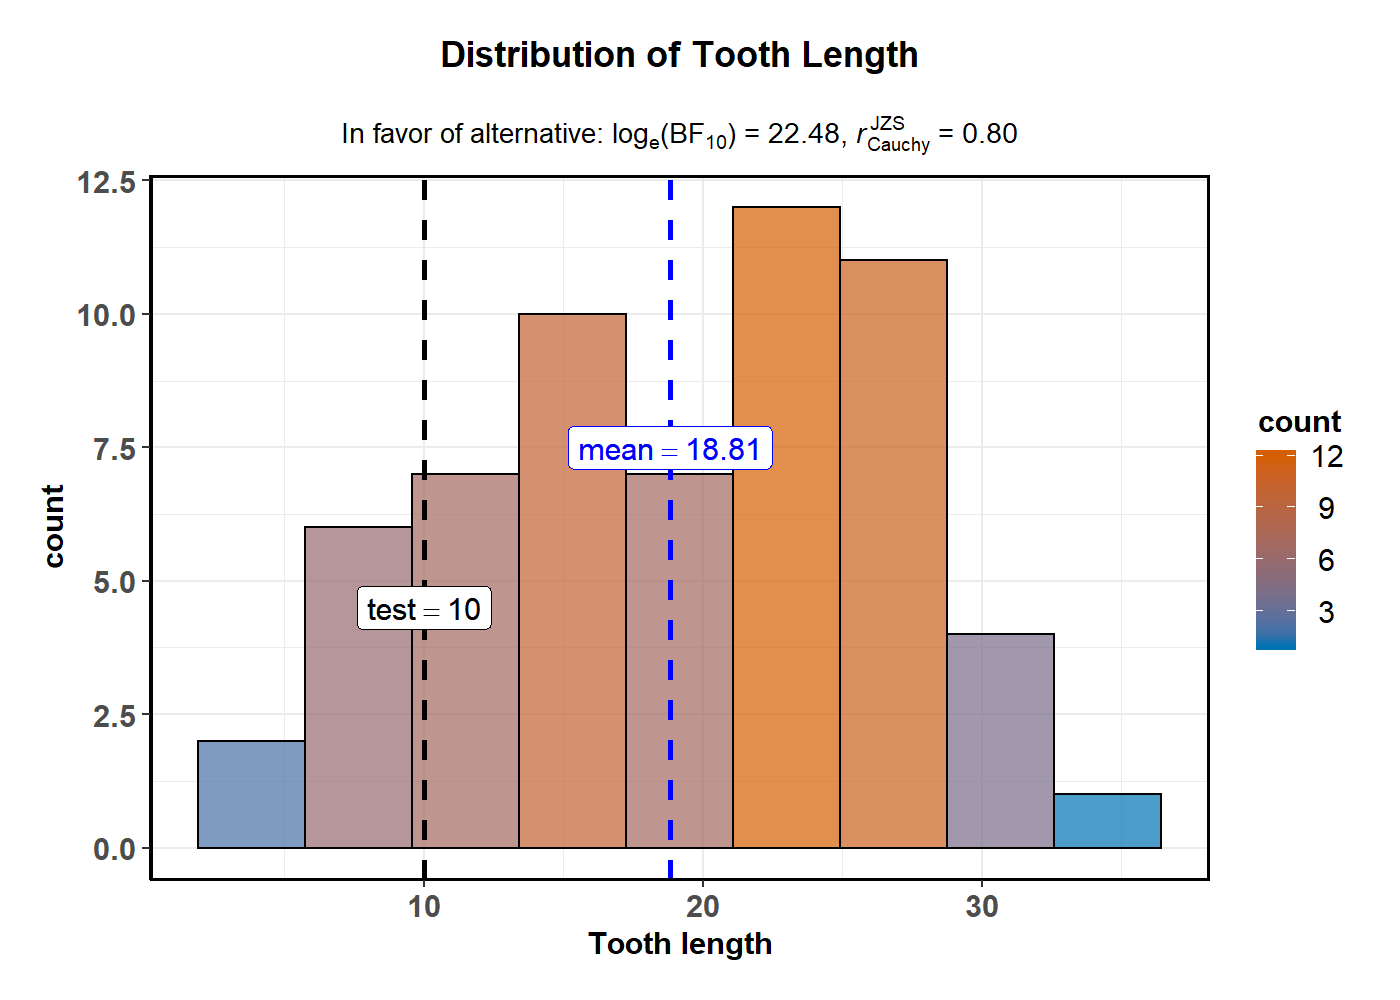 Distribution of Tooth Length
In favor of alternative: logₑ(BF₁₀) = 22.48, r JZS Cauchy = 0.80
12.5
10.0
7.5
5.0
2.5
0.0
count
mean = 18.81
test = 10
10 20 30
Tooth length
count
12
9
6
3